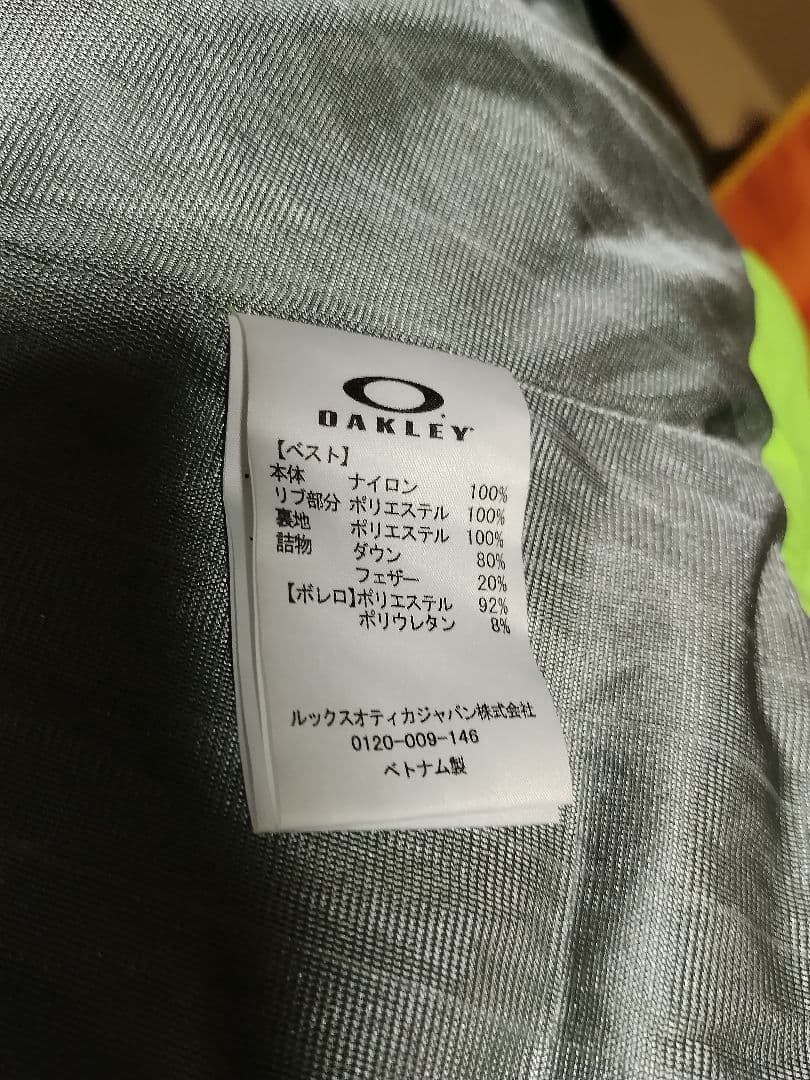 OAKLEY
【ベスト】
本体 ナイロン 100%
リブ部分 ポリエステル 100%
裏地 ポリエステル 100%
詰物 ダウン 80%
フェザー 20%
【ボレロ】ポリエステル 92%
ポリウレタン 8%
ルックスオティカジャパン株式会社
0120-009-146
ベトナム製